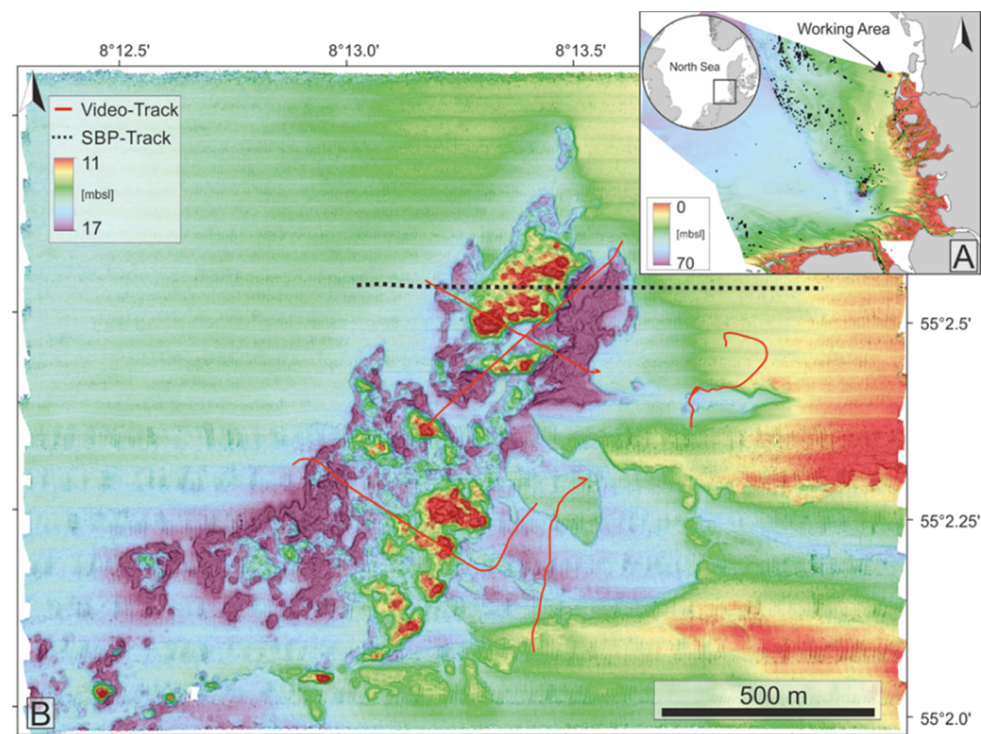 8°12.5'
8°13.0'
8°13.5'
Video-Track
SBP-Track
11
[mbsl]
17
Working Area
North Sea
0
[mbsl]
70
A
55°2.5'
55°2.25'
55°2.0'
500 m
B